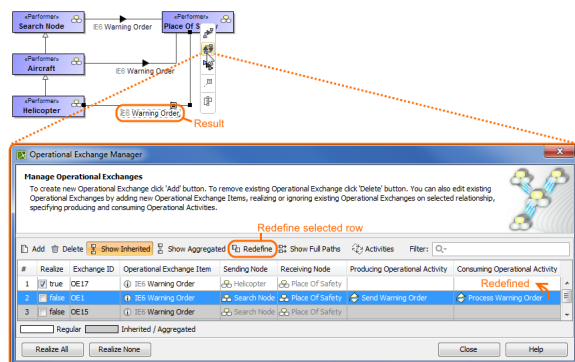 «Performer»
Search Node
IE6 Warning Order
«Performer»
Place Of
«Performer»
Aircraft
IE6 Warning Order
«Performer»
Helicopter
IE6 Warning Order
Result
Operational Exchange Manager
Manage Operational Exchanges
To create new Operational Exchange click 'Add' button. To remove existing Operational Exchange click 'Delete' button. You can also edit existing
Operational Exchanges by adding new Operational Exchange Items, realizing or ignoring existing Operational Exchanges on selected relationship,
specifying producing and consuming Operational Activities.
Redefine selected row
Add Delete Show Inherited Show Aggregated Redefine Show Full Paths Activities Filter:
# Realize Exchange ID Operational Exchange Item Sending Node Receiving Node Producing Operational Activity Consuming Operational Activity
Redefined
1 true OE17 IE6 Warning Order Helicopter Place Of Safety
2 false OE1 IE6 Warning Order Search Node Place Of Safety Send Warning Order Process Warning Order
3 false OE15 IE6 Warning Order Search Node Place Of Safety
Regular Inherited / Aggregated
Realize All Realize None Close Help